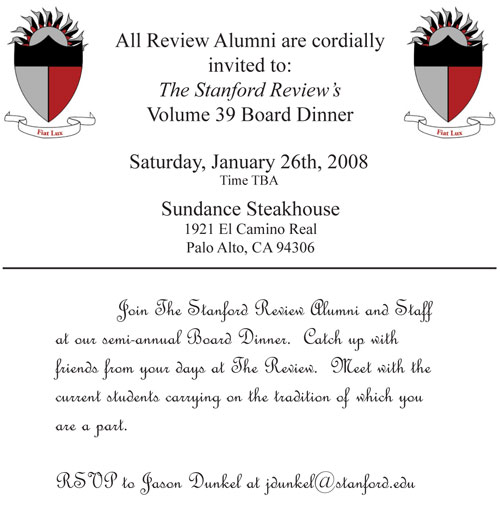 All Review Alumni are cordially
invited to:
The Stanford Review's
Volume 39 Board Dinner
Fiat Lux
Fiat Lux
Saturday, January 26th, 2008
Time TBA
Sundance Steakhouse
1921 El Camino Real
Palo Alto, CA 94306
Join The Stanford Review Alumni and Staff
at our semi-annual Board Dinner. Catch up with
friends from your days at The Review. Meet with the
current students carrying on the tradition of which you
are a part.
RSVP to Jason Dunkel at jdunkel@stanford.edu